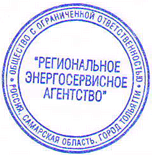 ОБЩЕСТВО С ОГРАНИЧЕННОЙ ОТВЕТСТВЕННОСТЬЮ
"РЕГИОНАЛЬНОЕ
ЭНЕРГОСЕРВИСНОЕ
АГЕНТСТВО"
РОССИЯ, САМАРСКАЯ ОБЛАСТЬ, ГОРОД ТОЛЬЯТТИ